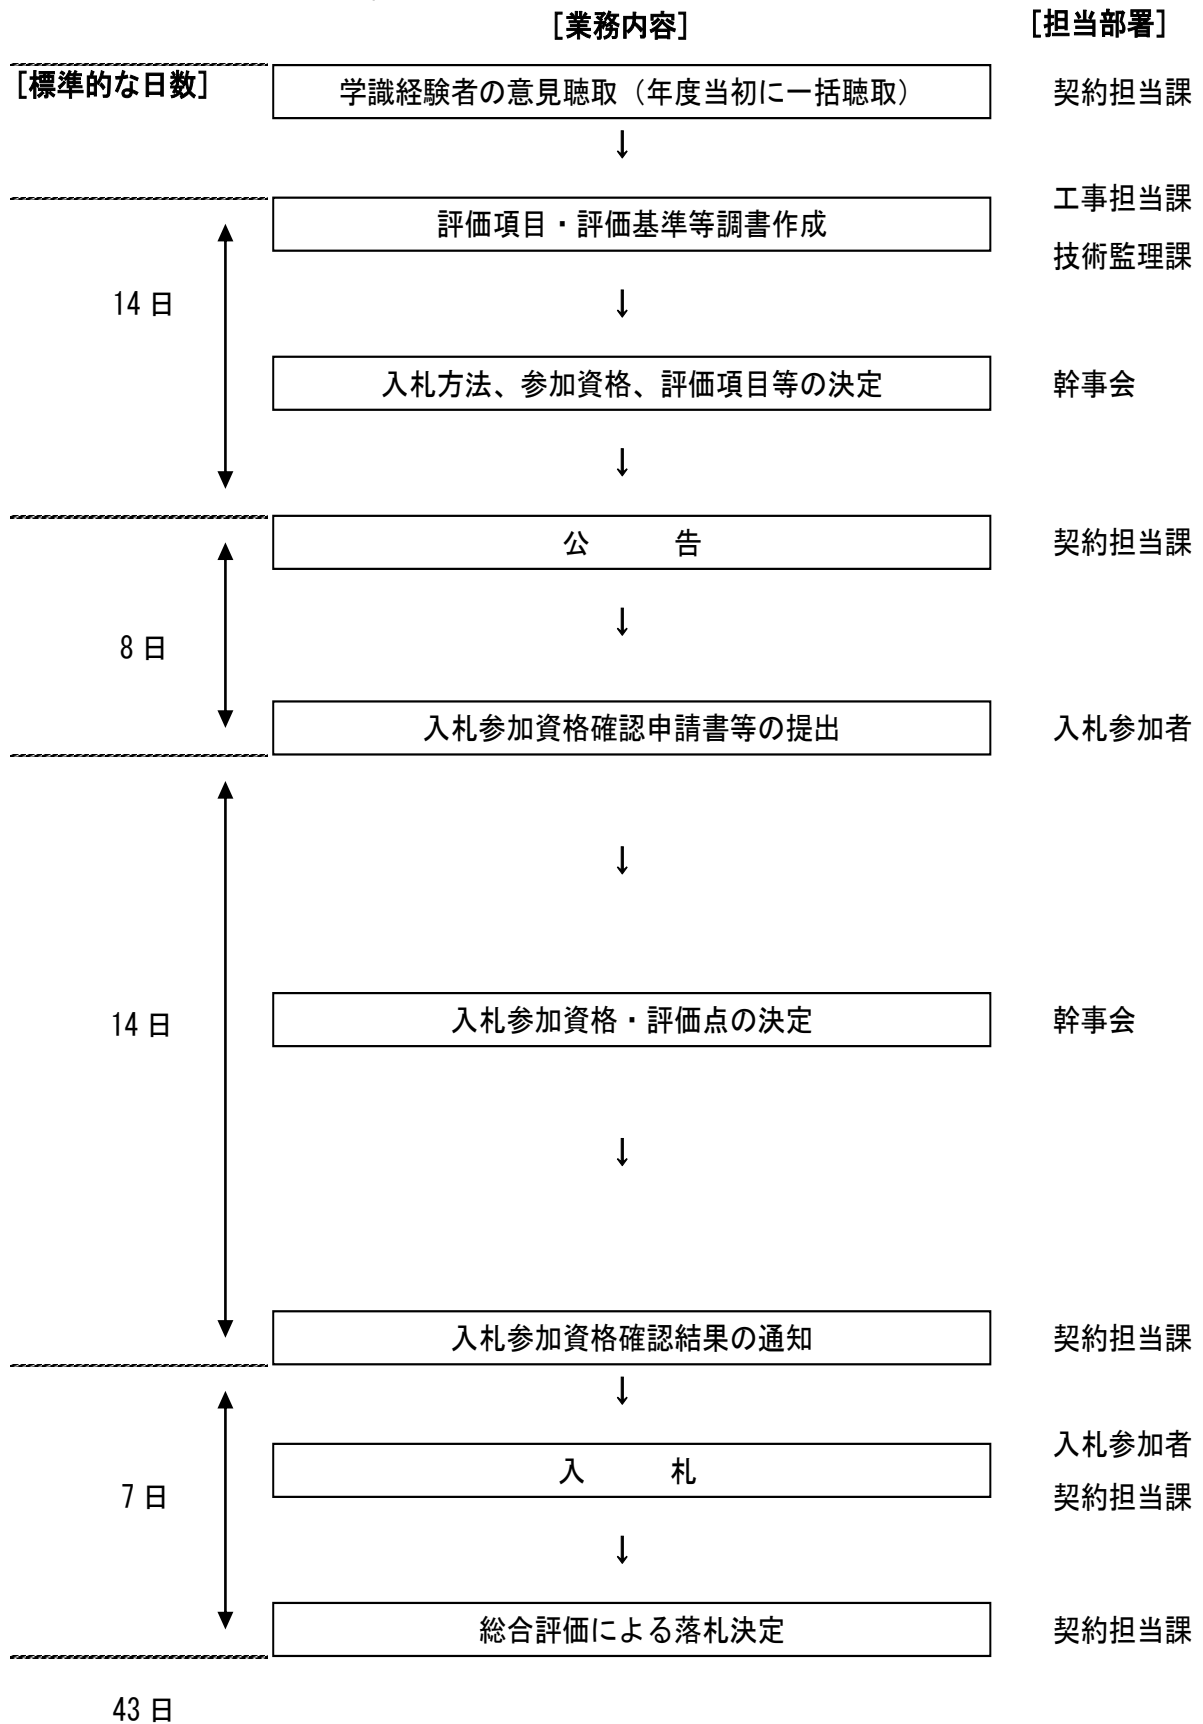 [業務内容] [担当部署]
[標準的な日数] 学識経験者の意見聴取（年度当初に一括聴取） 契約担当課
↓
工事担当課
評価項目・評価基準等調書作成
技術監理課
14 日 ↓
入札方法、参加資格、評価項目等の決定 幹事会
↓
公 告 契約担当課
↓
8 日
入札参加資格確認申請書等の提出 入札参加者
↓
14 日 入札参加資格・評価点の決定 幹事会
↓
入札参加資格確認結果の通知 契約担当課
↓
入札参加者
入 札
7 日 契約担当課
↓
総合評価による落札決定 契約担当課
43 日